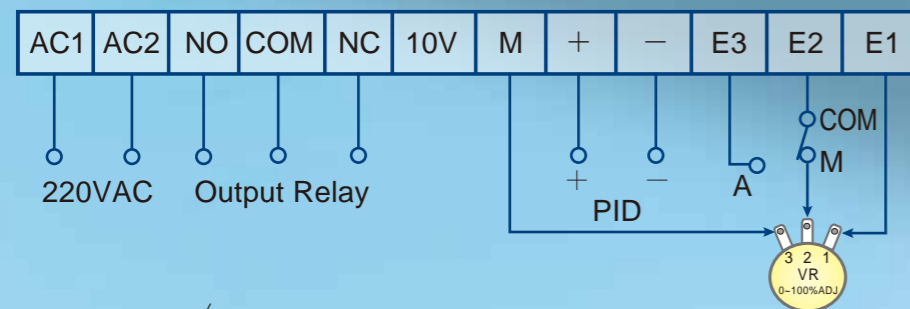 AC1 AC2 NO COM NC 10V M + − E3 E2 E1
COM
M
A
+ −
220VAC Output Relay PID
3 2 1
VR
0~100%ADJ